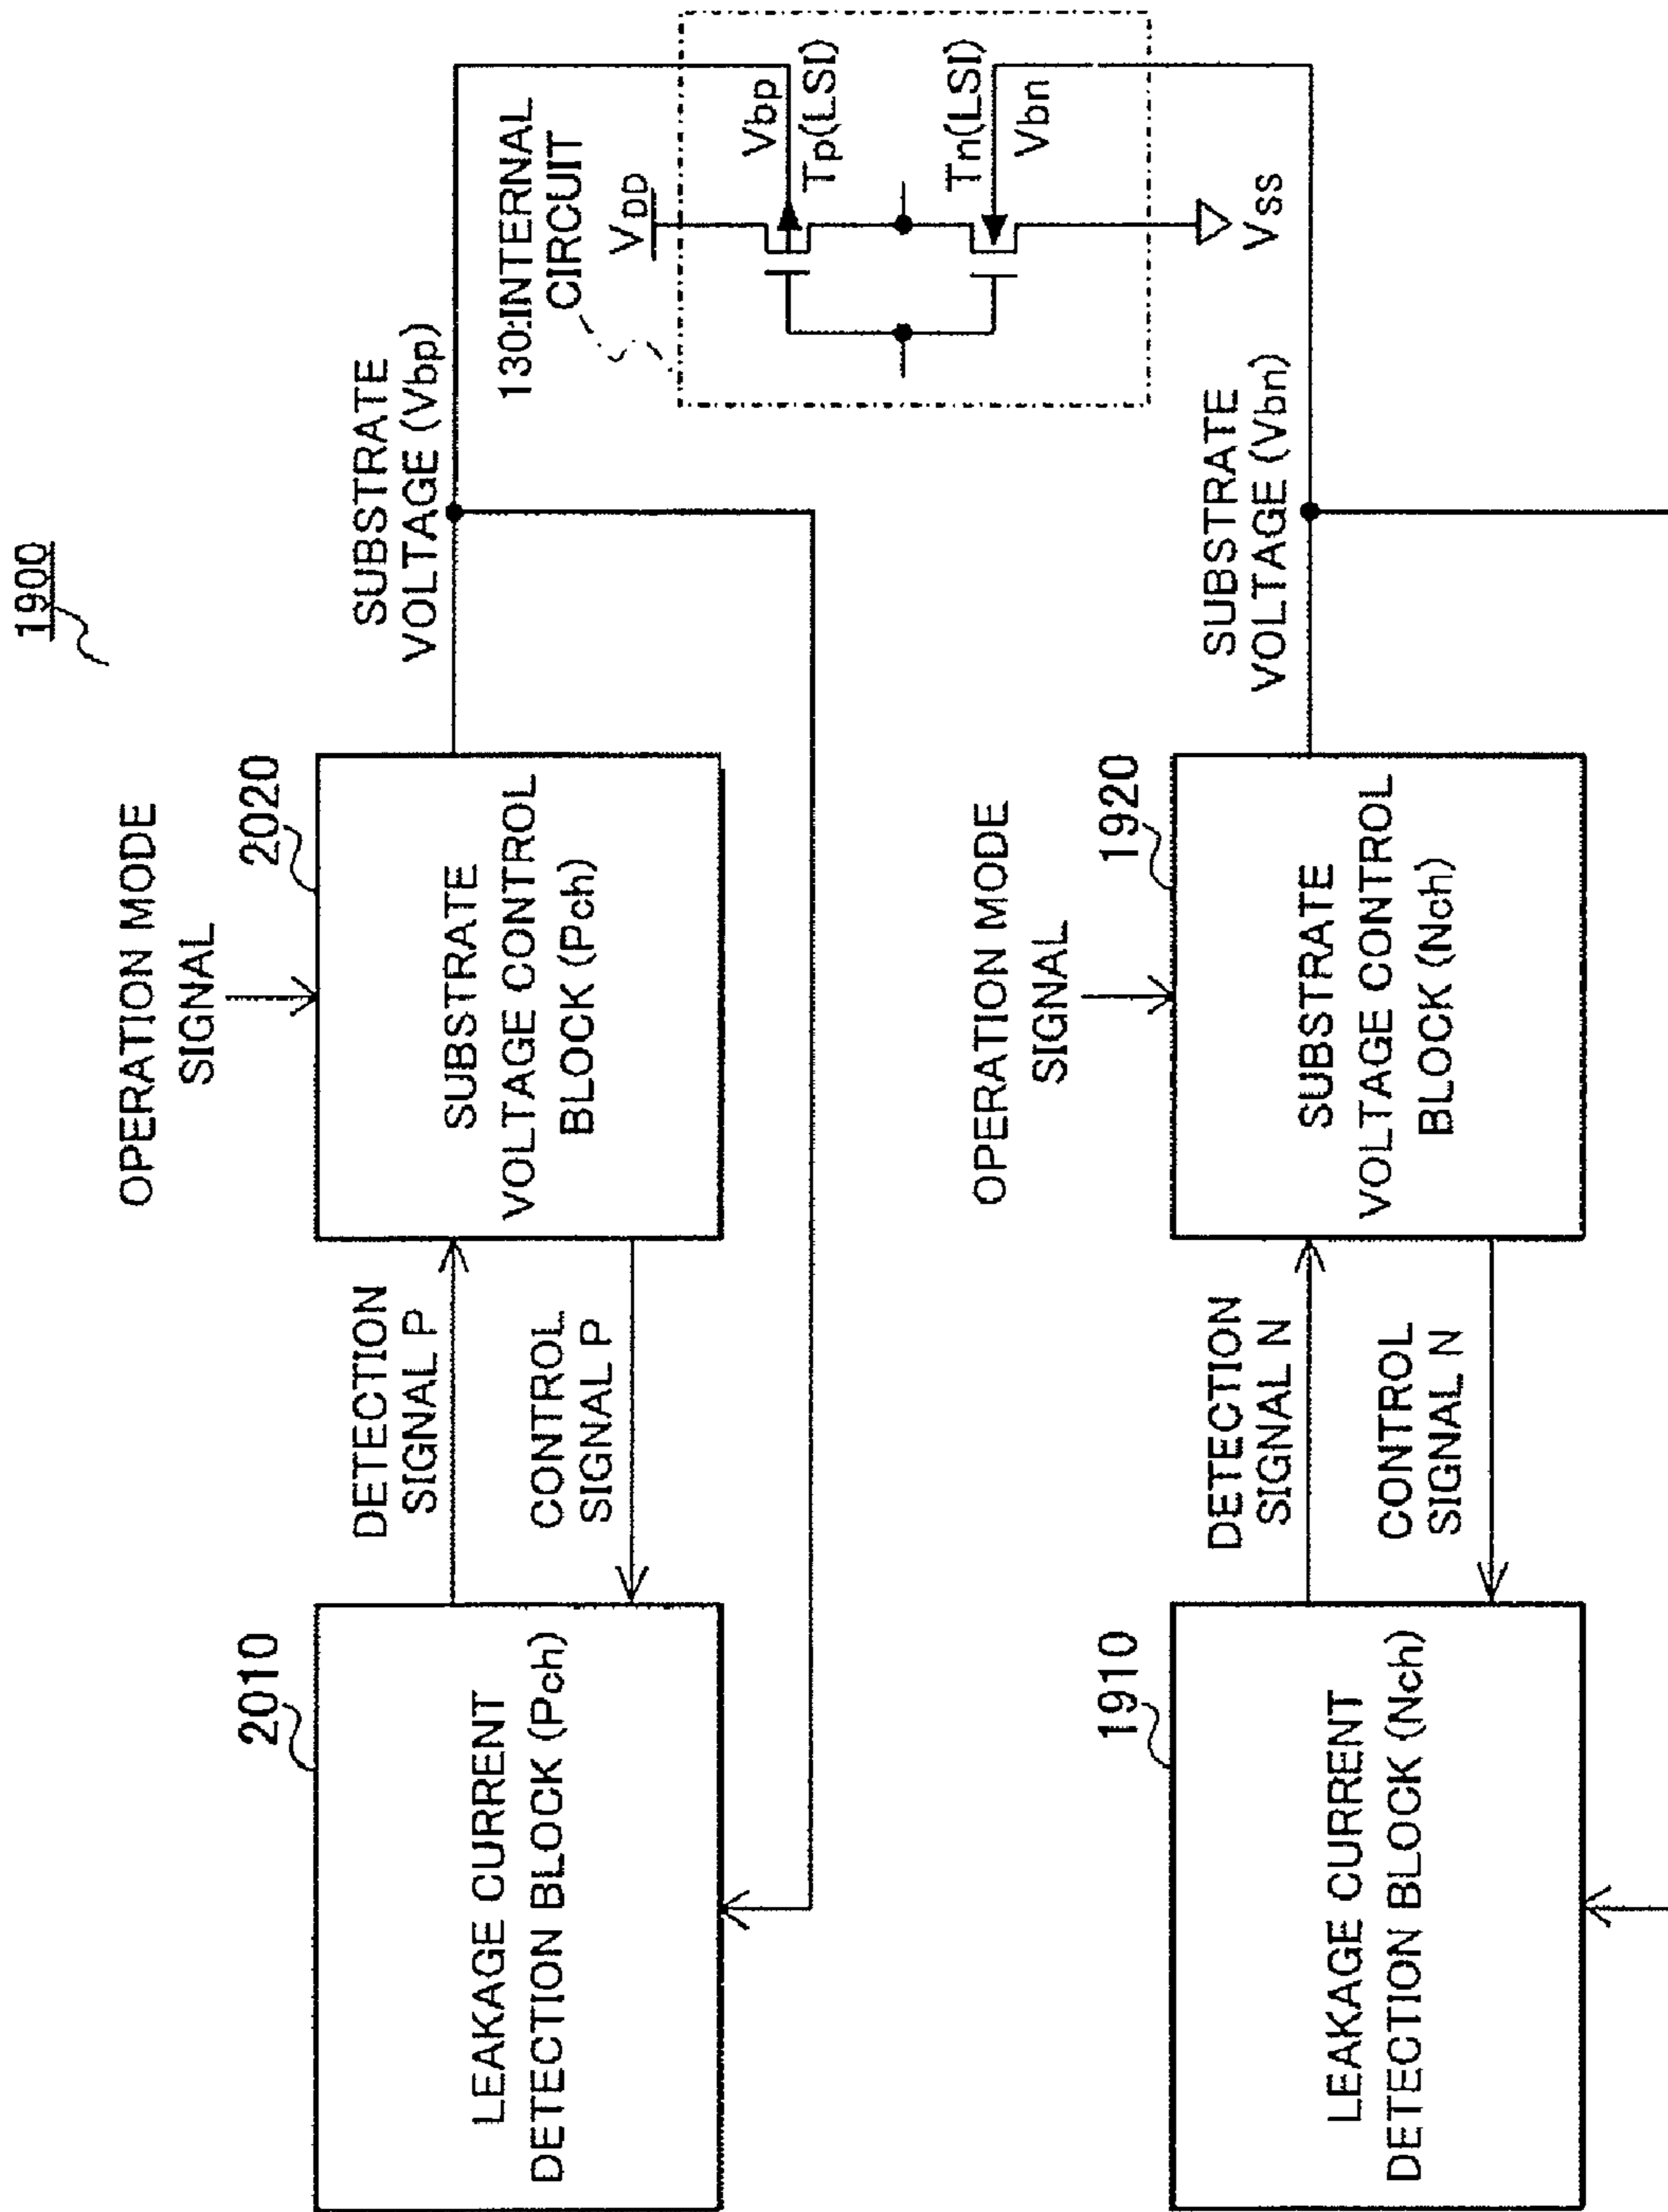 1900
OPERATION MODE
SIGNAL
2010
LEAKAGE CURRENT
DETECTION BLOCK (Pch)
DETECTION
SIGNAL P
CONTROL
SIGNAL P
2020
SUBSTRATE
VOLTAGE CONTROL
BLOCK (Pch)
SUBSTRATE
VOLTAGE (Vbp)
130:INTERNAL
CIRCUIT
VDD
Vbp
Tp(LSI)
Tn(LSI)
Vbn
VSS
OPERATION MODE
SIGNAL
1910
LEAKAGE CURRENT
DETECTION BLOCK (Nch)
DETECTION
SIGNAL N
CONTROL
SIGNAL N
1920
SUBSTRATE
VOLTAGE CONTROL
BLOCK (Nch)
SUBSTRATE
VOLTAGE (Vbn)